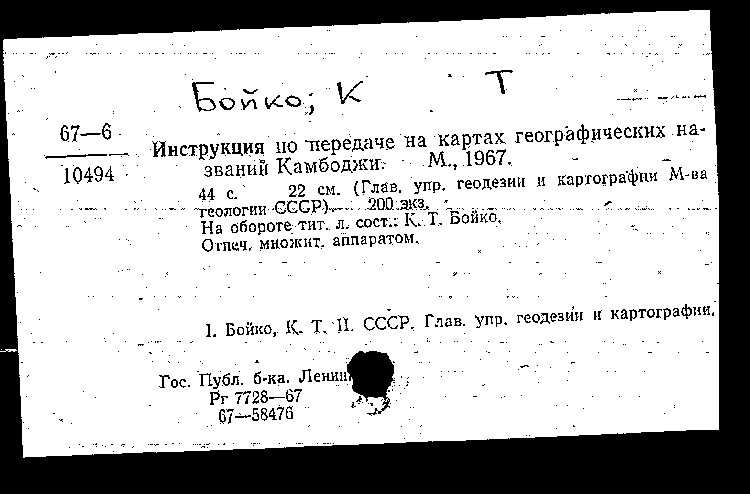 Бойко; К Т
67—6
10494
Инструкция по передаче на картах географических на-
званий Камбоджи. М., 1967.
44 с. 22 см. (Глав. упр. геодезии и картографии М-ва
геологии СССР). 200 экз.
На обороте тит. л. сост.: К. Т. Бойко.
Отпеч. множит. аппаратом.
I. Бойко, К. Т. II. СССР. Глав. упр. геодезии и картографии.
Гос. Публ. б-ка. Ленин
Рг 7728—67
67—58476